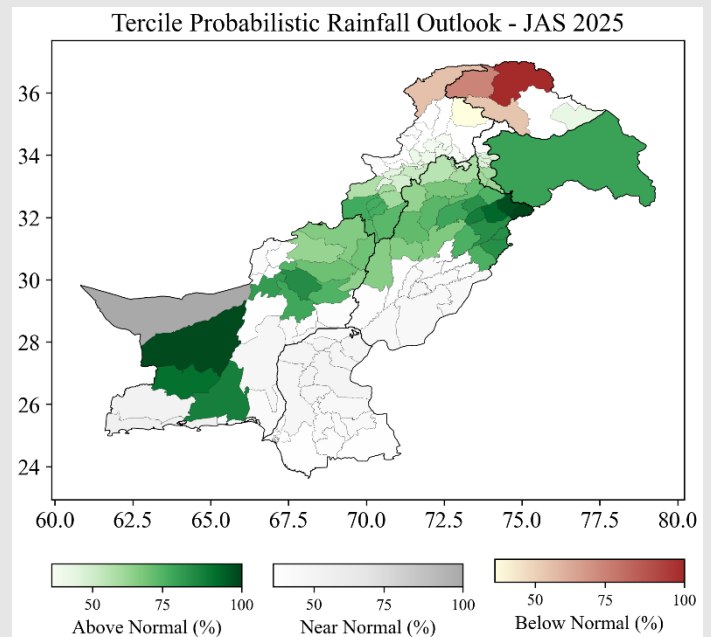 Tercile Probabilistic Rainfall Outlook - JAS 2025
36
34
32
30
28
26
24
60.0 62.5 65.0 67.5 70.0 72.5 75.0 77.5 80.0
50 75 100 50 75 100 50 75 100
Above Normal (%) Near Normal (%) Below Normal (%)